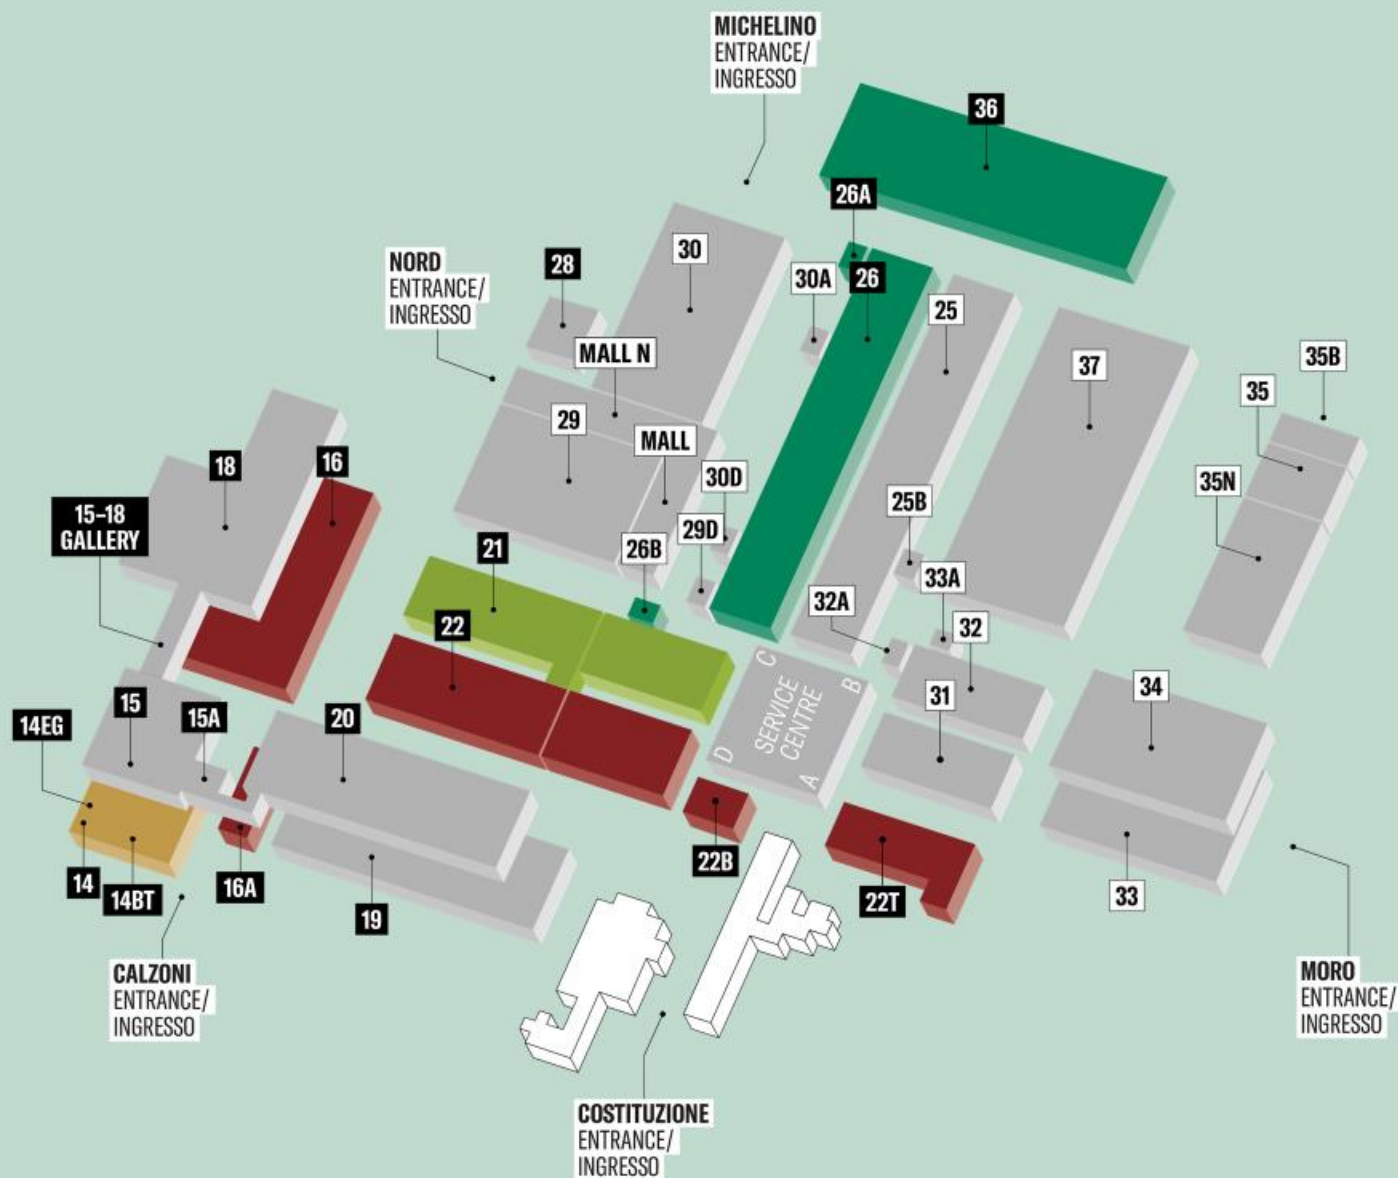 MICHELINO
ENTRANCE/
INGRESSO
36
26A
NORD
ENTRANCE/
INGRESSO
28
30
30A
26
25
MALL N
37
35B
35
29
MALL
18
16
30D
35N
15-18
GALLERY
25B
29D
21
26B
33A
32A
22
32
C
B
SERVICE
CENTRE
D
A
34
31
15
15A
20
14EG
14
14BT
16A
19
22B
22T
33
CALZONI
ENTRANCE/
INGRESSO
MORO
ENTRANCE/
INGRESSO
COSTITUZIONE
ENTRANCE/
INGRESSO